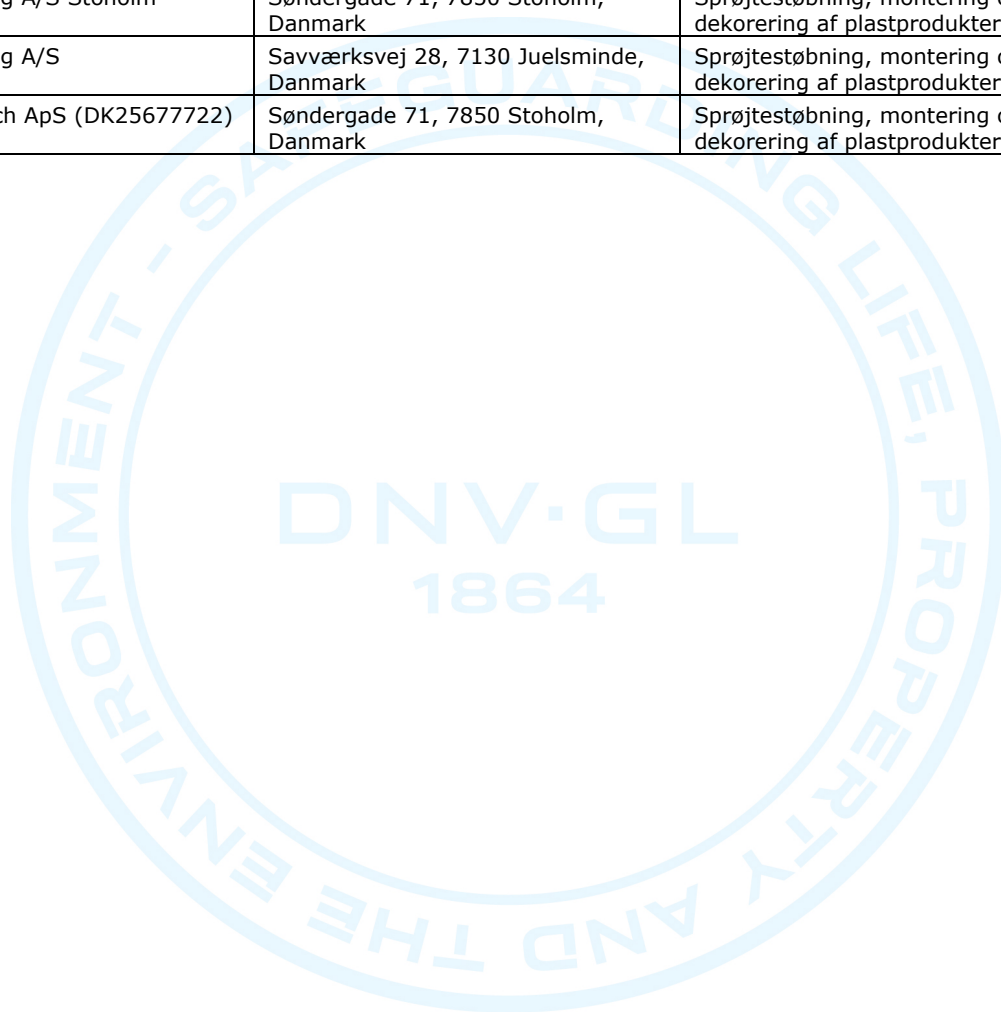 g A/S Stoholm Søndergade 71, 7850 Stoholm, Sprøjtestøbning, montering
Danmark dekorering af plastprodukter
g A/S Savværksvej 28, 7130 Juelsminde, Sprøjtestøbning, montering
Danmark dekorering af plastprodukter
ch ApS (DK25677722) Søndergade 71, 7850 Stoholm, Sprøjtestøbning, montering
Danmark dekorering af plastprodukter
SAFEGUARDING LIFE, PROPERTY AND THE ENVIRONMENT -
DNV·GL
1864